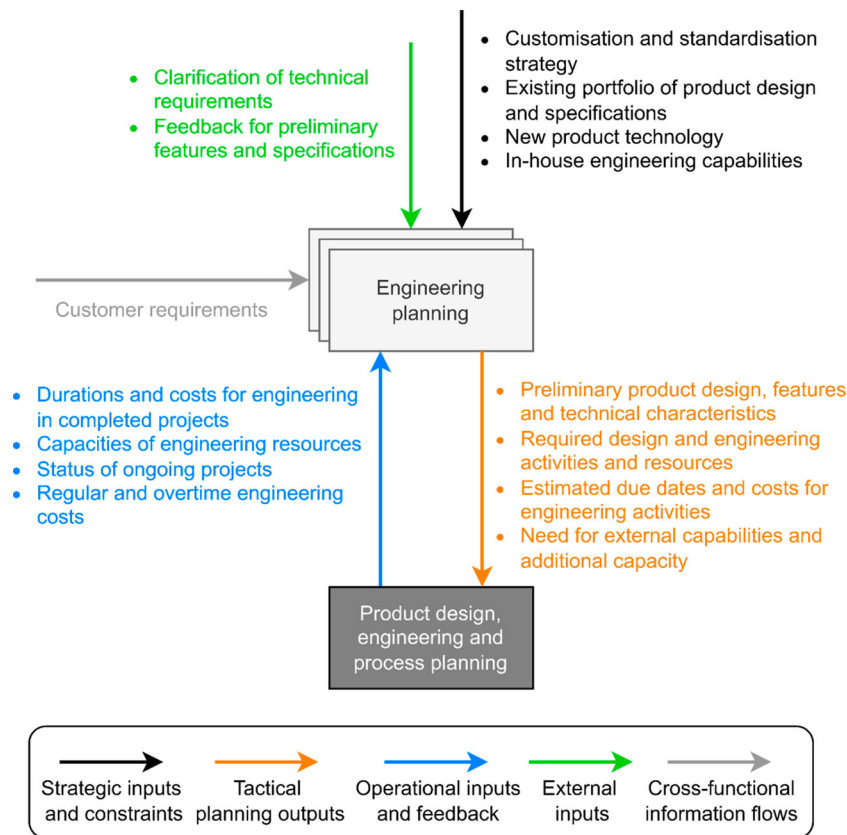 • Clarification of technical
requirements
• Feedback for preliminary
features and specifications
• Customisation and standardisation
strategy
• Existing portfolio of product design
and specifications
• New product technology
• In-house engineering capabilities
Customer requirements
Engineering
planning
• Durations and costs for engineering
in completed projects
• Capacities of engineering resources
• Status of ongoing projects
• Regular and overtime engineering
costs
• Preliminary product design, features
and technical characteristics
• Required design and engineering
activities and resources
• Estimated due dates and costs for
engineering activities
• Need for external capabilities and
additional capacity
Product design,
engineering and
process planning
Strategic inputs
and constraints
Tactical
planning outputs
Operational inputs
and feedback
External
inputs
Cross-functional
information flows